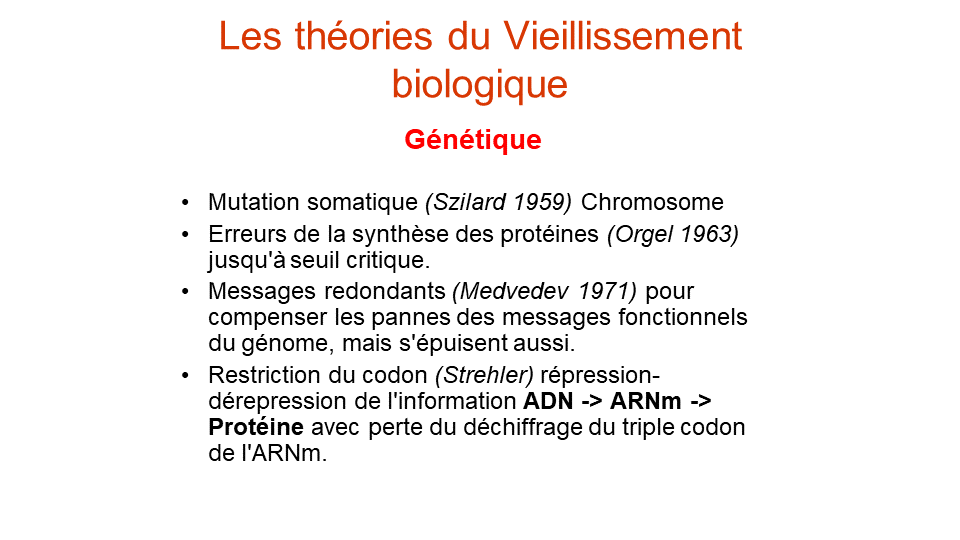 Les théories du Vieillissement
biologique
Génétique
• Mutation somatique (Szilard 1959) Chromosome
• Erreurs de la synthèse des protéines (Orgel 1963)
jusqu'à seuil critique.
• Messages redondants (Medvedev 1971) pour
compenser les pannes des messages fonctionnels
du génome, mais s'épuisent aussi.
• Restriction du codon (Strehler) répression-
dérepression de l'information ADN -> ARNm ->
Protéine avec perte du déchiffrage du triple codon
de l'ARNm.